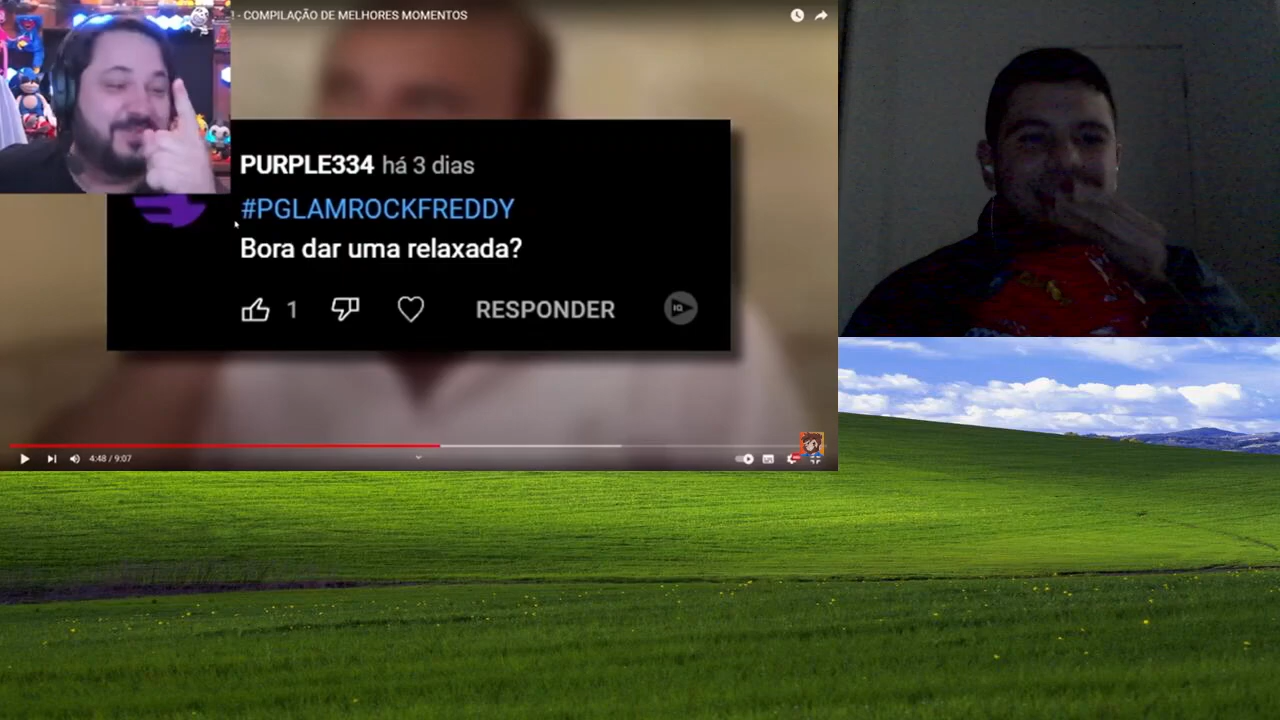 ! - COMPILAÇÃO DE MELHORES MOMENTOS
PURPLE334 há 3 dias
#PGLAMROCKFREDDY
Bora dar uma relaxada?
1 RESPONDER IQ
4:48 / 9:07